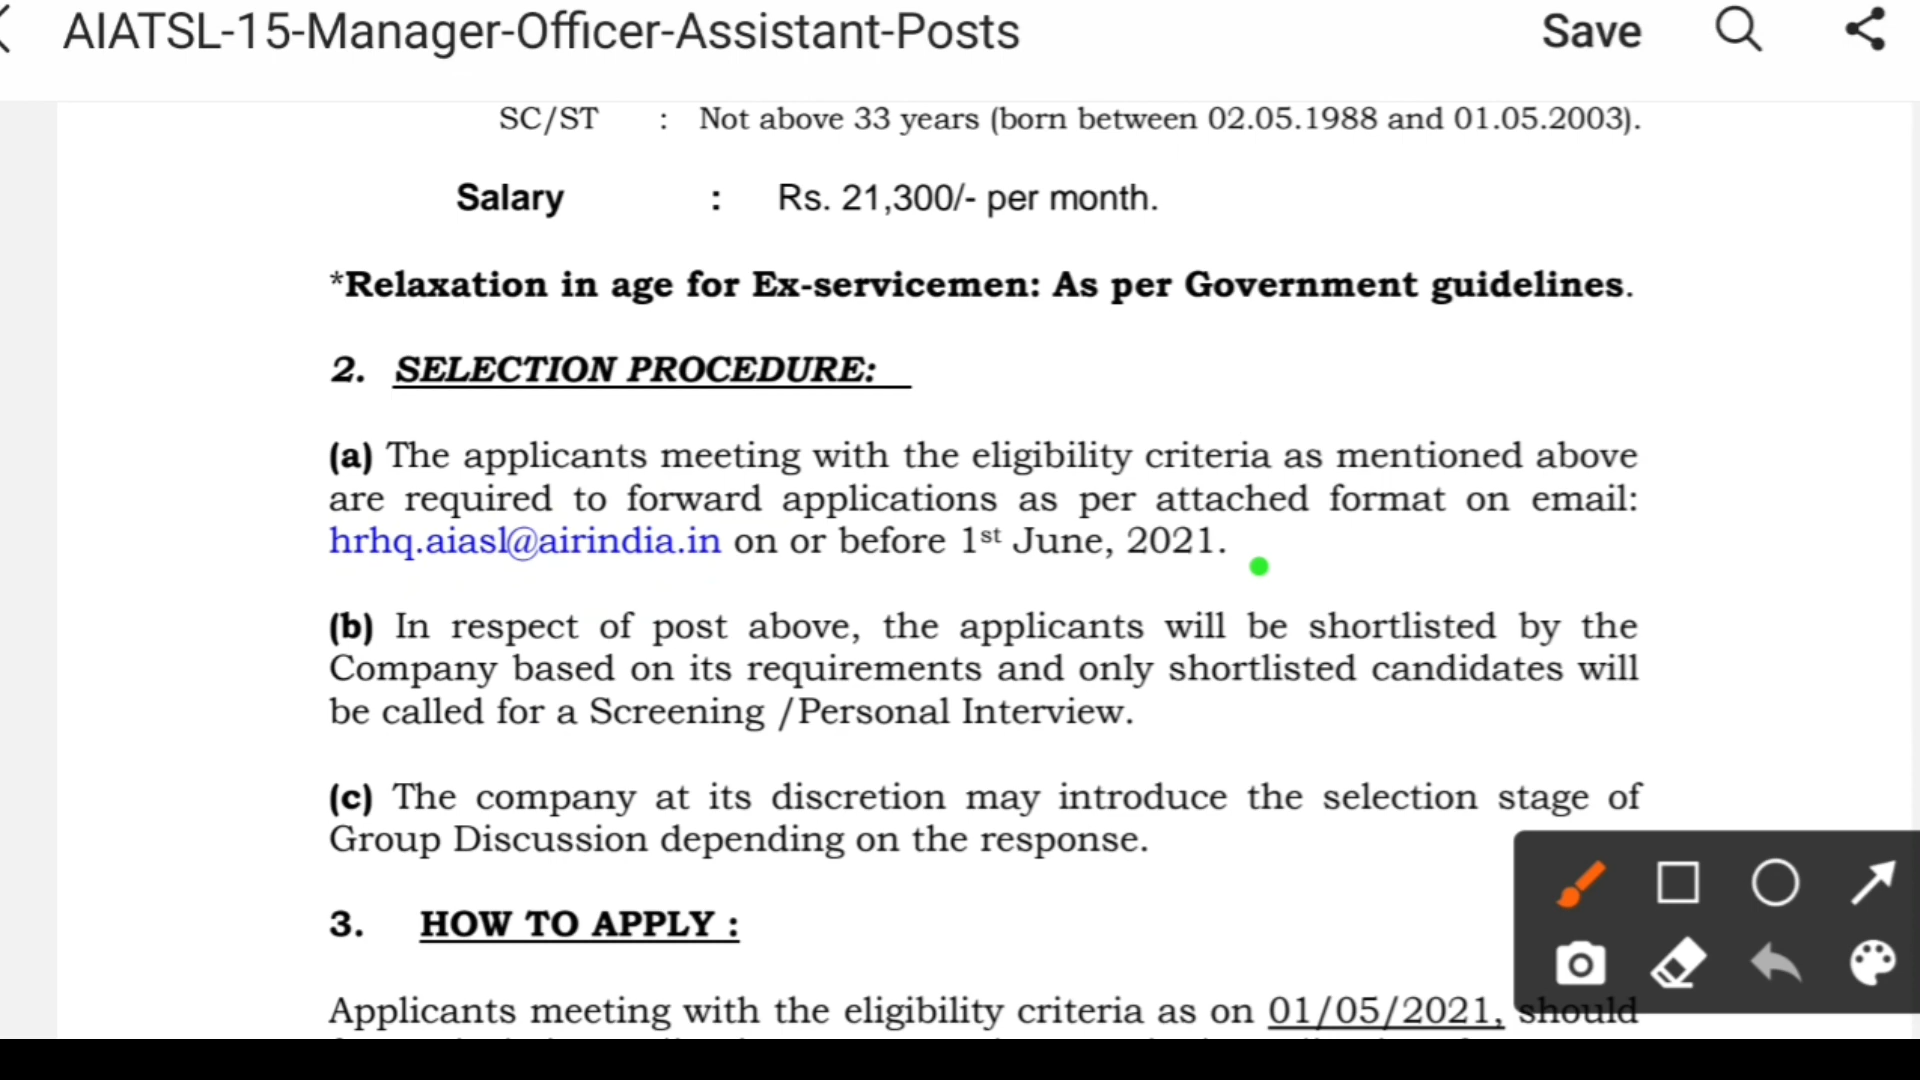 AIATSL-15-Manager-Officer-Assistant-Posts Save
SC/ST : Not above 33 years (born between 02.05.1988 and 01.05.2003).
Salary : Rs. 21,300/- per month.
*Relaxation in age for Ex-servicemen: As per Government guidelines.
2. SELECTION PROCEDURE:
(a) The applicants meeting with the eligibility criteria as mentioned above
are required to forward applications as per attached format on email:
hrhq.aiasl@airindia.in on or before 1st June, 2021.
(b) In respect of post above, the applicants will be shortlisted by the
Company based on its requirements and only shortlisted candidates will
be called for a Screening /Personal Interview.
(c) The company at its discretion may introduce the selection stage of
Group Discussion depending on the response.
3. HOW TO APPLY :
Applicants meeting with the eligibility criteria as on 01/05/2021, should